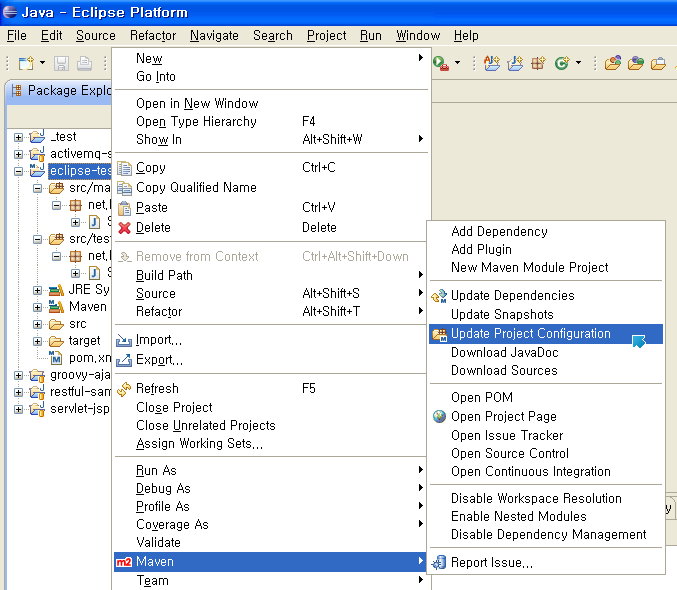 Java - Eclipse Platform
File Edit Source Refactor Navigate Search Project Run Window Help
Package Explo
_test
activemq-s
eclipse-tes
src/ma
net.
src/test
net.
JRE Sy
Maven
src
target
pom.xm
groovy-aja
restful-sam
servlet-jsp
New
Go Into
Open in New Window
Open Type Hierarchy F4
Show In Alt+Shift+W
Copy Ctrl+C
Copy Qualified Name
Paste Ctrl+V
Delete Delete
Remove from Context Ctrl+Alt+Shift+Down
Build Path
Source Alt+Shift+S
Refactor Alt+Shift+T
Import...
Export...
Refresh F5
Close Project
Close Unrelated Projects
Assign Working Sets...
Run As
Debug As
Profile As
Coverage As
Validate
m2 Maven
Team
Add Dependency
Add Plugin
New Maven Module Project
Update Dependencies
Update Snapshots
Update Project Configuration
Download JavaDoc
Download Sources
Open POM
Open Project Page
Open Issue Tracker
Open Source Control
Open Continuous Integration
Disable Workspace Resolution
Enable Nested Modules
Disable Dependency Management
Report Issue...